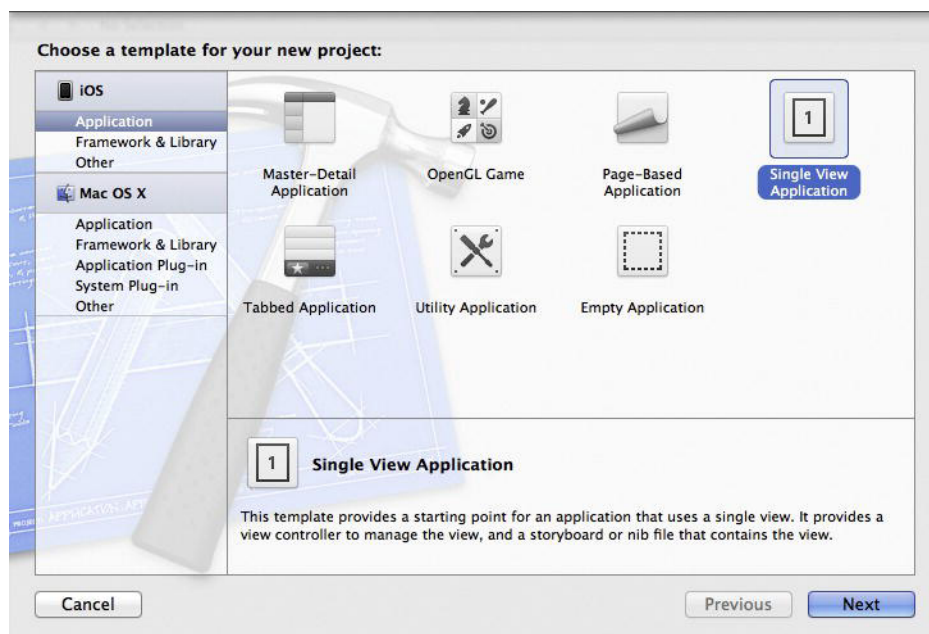 Choose a template for your new project:
iOS
Application
Framework & Library
Other
Mac OS X
Application
Framework & Library
Application Plug-in
System Plug-in
Other
Master-Detail
Application
OpenGL Game
Page-Based
Application
1
Single View
Application
Tabbed Application
Utility Application
Empty Application
1
Single View Application
This template provides a starting point for an application that uses a single view. It provides a
view controller to manage the view, and a storyboard or nib file that contains the view.
Cancel
Previous
Next